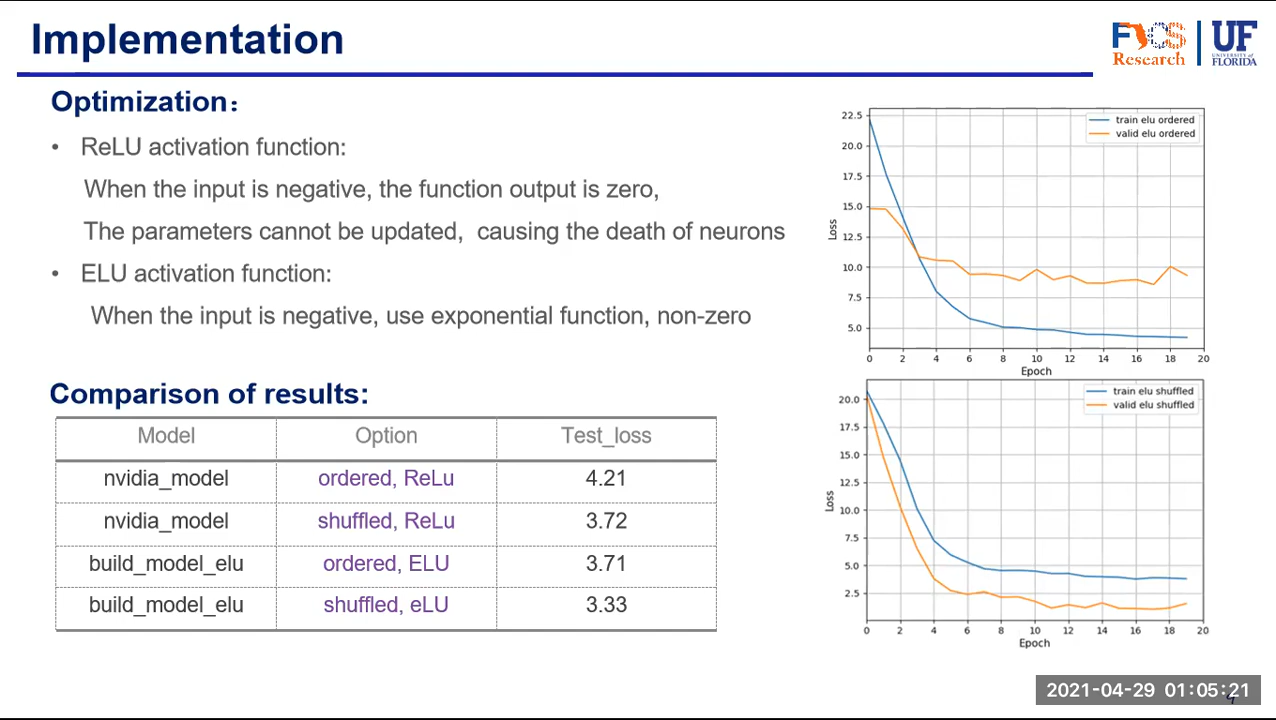 Implementation
FICS
Research
UF
UNIVERSITY of
FLORIDA
Optimization：
• ReLU activation function:
When the input is negative, the function output is zero,
The parameters cannot be updated, causing the death of neurons
• ELU activation function:
When the input is negative, use exponential function, non-zero
Comparison of results:
Model Option Test_loss
nvidia_model ordered, ReLu 4.21
nvidia_model shuffled, ReLu 3.72
build_model_elu ordered, ELU 3.71
build_model_elu shuffled, eLU 3.33
train elu ordered
valid elu ordered
22.5
20.0
17.5
15.0
12.5
10.0
7.5
5.0
Loss
0 2 4 6 8 10 12 14 16 18 20
Epoch
train elu shuffled
valid elu shuffled
20.0
17.5
15.0
12.5
10.0
7.5
5.0
2.5
Loss
0 2 4 6 8 10 12 14 16 18 20
Epoch
2021-04-29 01:05:21